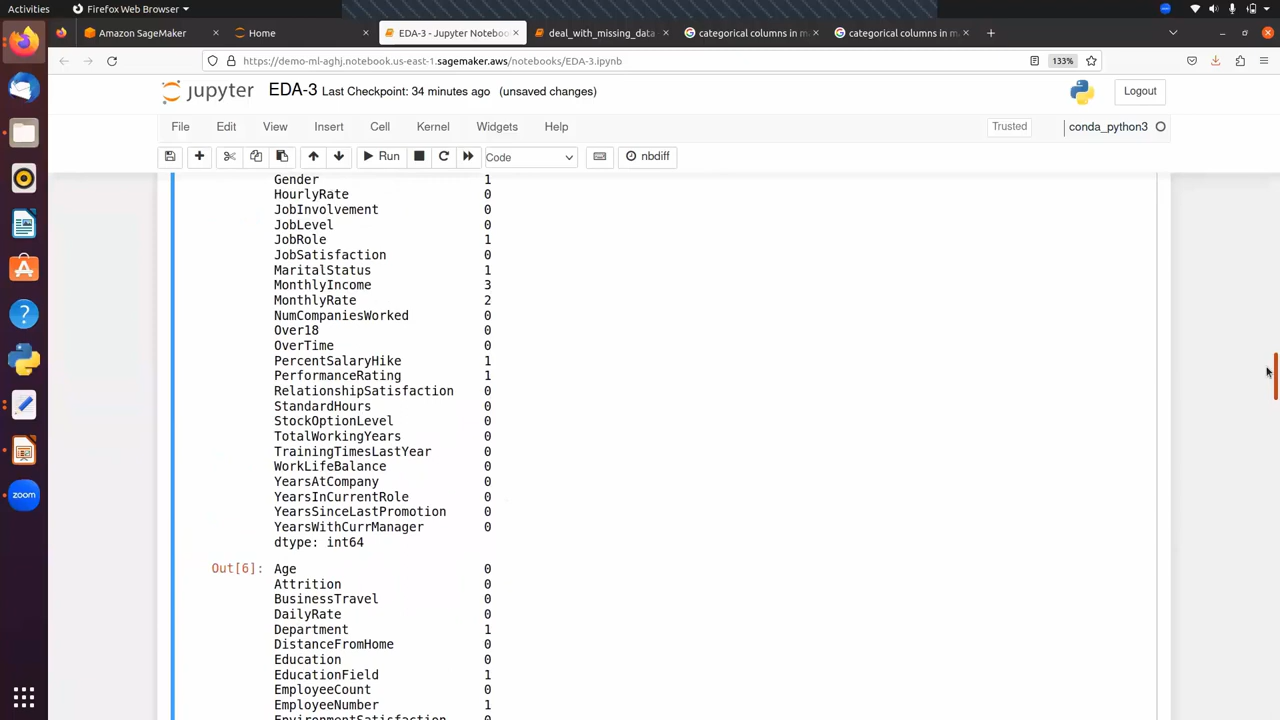 Activities
Firefox Web Browser
Amazon SageMaker
Home
EDA-3 - Jupyter Noteboo
deal_with_missing_data
categorical columns in m
categorical columns in m
https://demo-ml-aghj.notebook.us-east-1.sagemaker.aws/notebooks/EDA-3.ipynb
133%
jupyter EDA-3 Last Checkpoint: 34 minutes ago (unsaved changes)
Logout
File Edit View Insert Cell Kernel Widgets Help
Trusted
conda_python3
Run
Code
nbdiff
Gender 1
HourlyRate 0
JobInvolvement 0
JobLevel 0
JobRole 1
JobSatisfaction 0
MaritalStatus 1
MonthlyIncome 3
MonthlyRate 2
NumCompaniesWorked 0
Over18 0
OverTime 0
PercentSalaryHike 1
PerformanceRating 1
RelationshipSatisfaction 0
StandardHours 0
StockOptionLevel 0
TotalWorkingYears 0
TrainingTimesLastYear 0
WorkLifeBalance 0
YearsAtCompany 0
YearsInCurrentRole 0
YearsSinceLastPromotion 0
YearsWithCurrManager 0
dtype: int64
Out[6]: Age 0
Attrition 0
BusinessTravel 0
DailyRate 0
Department 1
DistanceFromHome 0
Education 0
EducationField 1
EmployeeCount 0
EmployeeNumber 1
EnvironmentSatisfaction 0
zoom